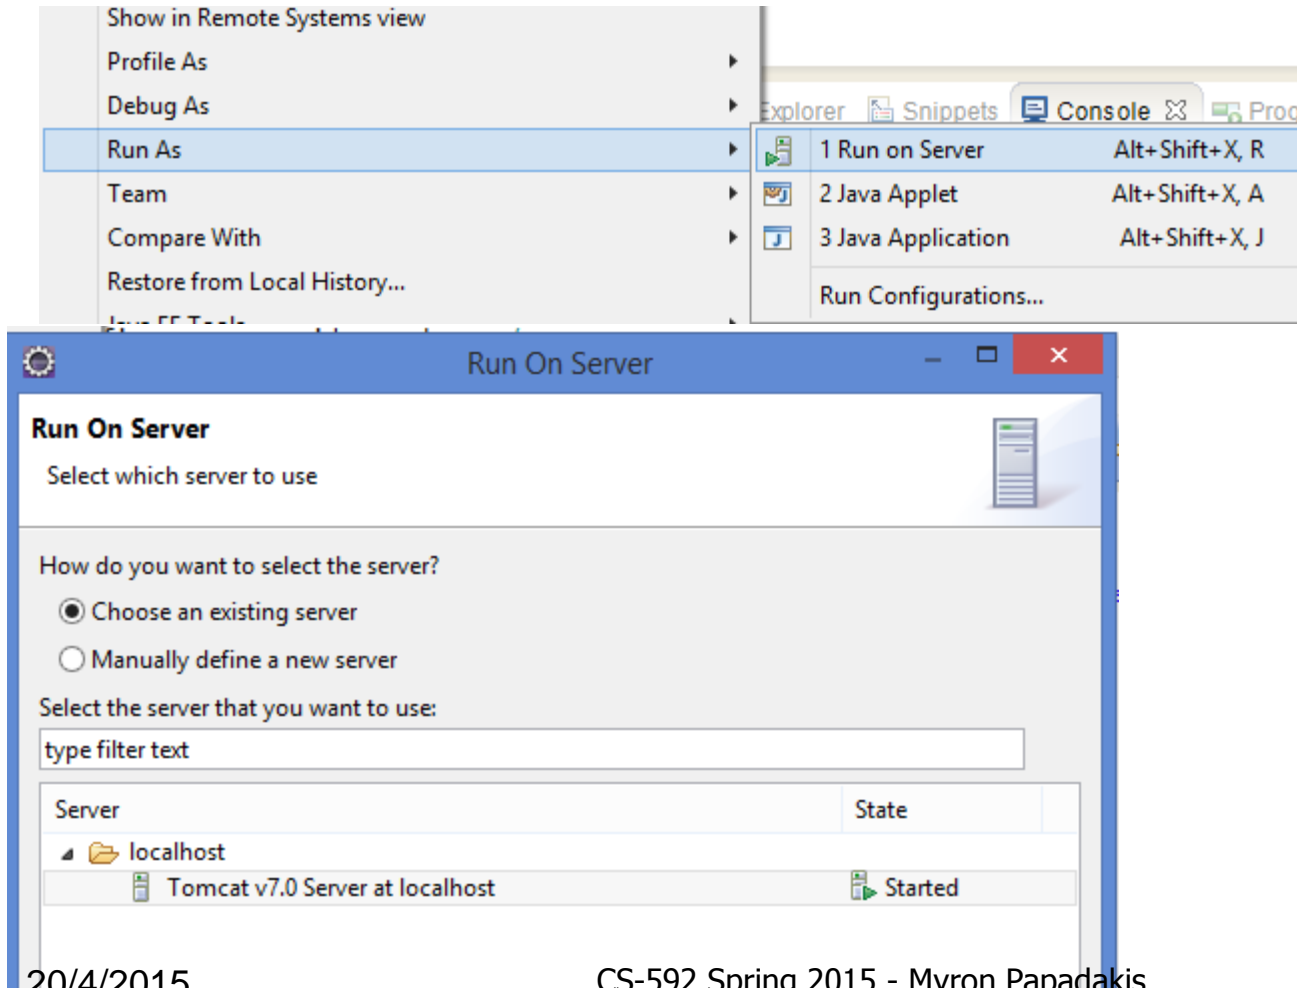 Show in Remote Systems view
Profile As
Debug As
Run As
Team
Compare With
Restore from Local History...
Java EE Tools
Explorer Snippets Console
1 Run on Server Alt+Shift+X, R
2 Java Applet Alt+Shift+X, A
3 Java Application Alt+Shift+X, J
Run Configurations...
Run On Server
Run On Server
Select which server to use
How do you want to select the server?
Choose an existing server
Manually define a new server
Select the server that you want to use:
type filter text
Server State
localhost
Tomcat v7.0 Server at localhost Started
20/4/2015 CS-592 Spring 2015 - Myron Papadakis